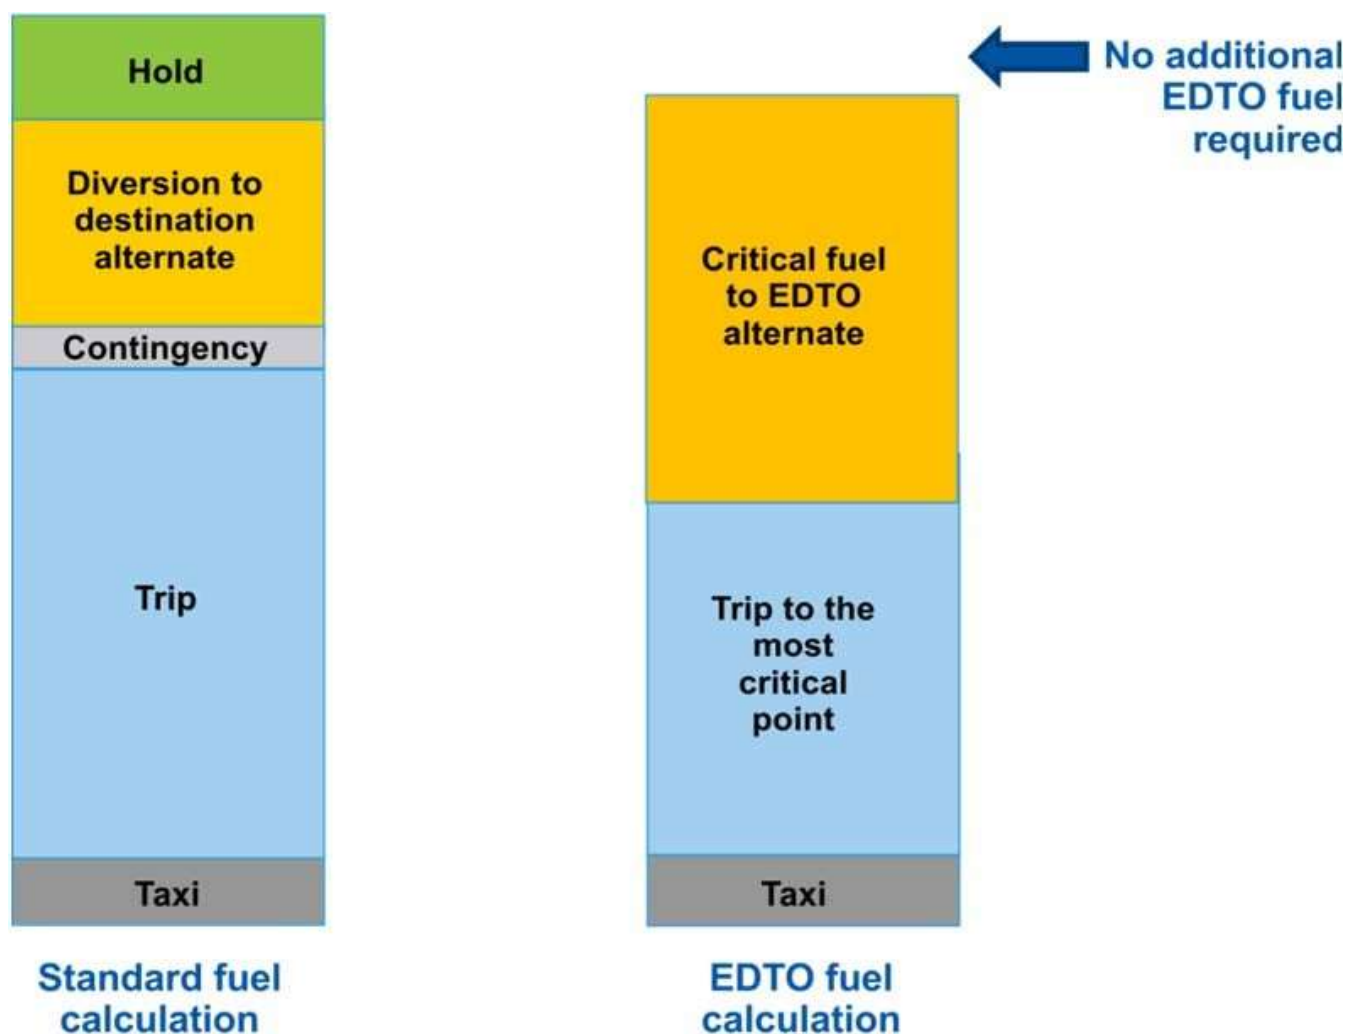 Hold
Diversion to
destination
alternate
Contingency
Trip
Taxi
Standard fuel
calculation
No additional
EDTO fuel
required
Critical fuel
to EDTO
alternate
Trip to the
most
critical
point
Taxi
EDTO fuel
calculation